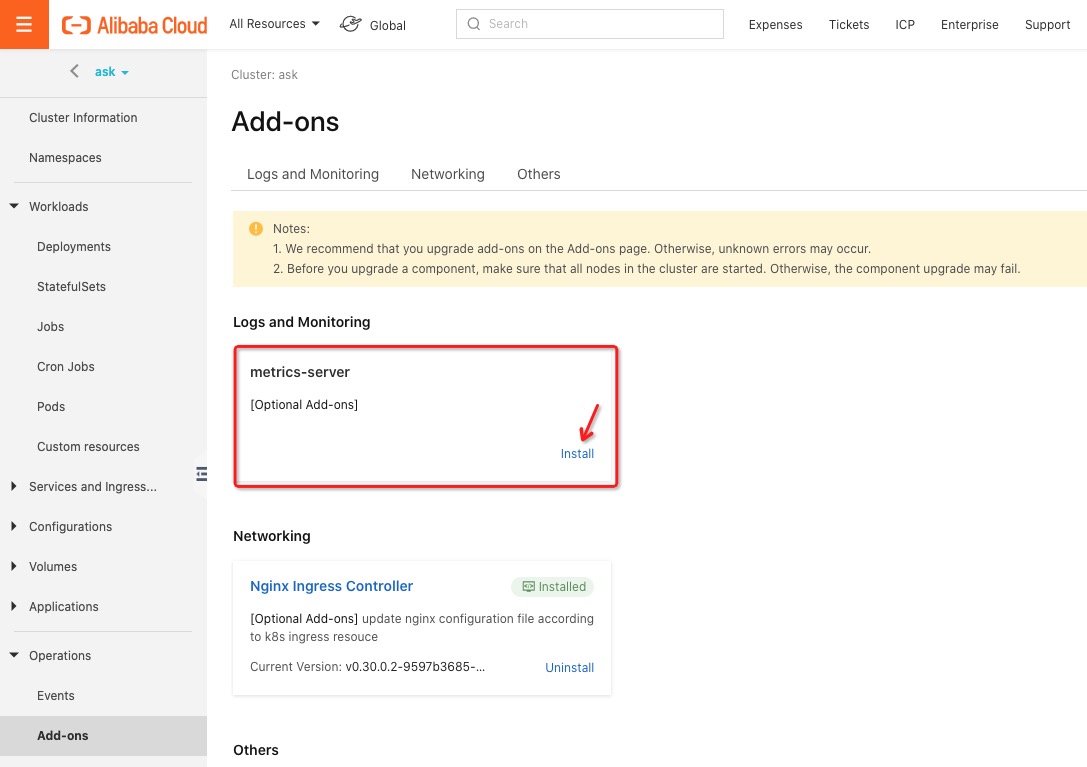 Alibaba Cloud
All Resources
Global
Search
Expenses
Tickets
ICP
Enterprise
Support
ask
Cluster Information
Namespaces
Workloads
Deployments
StatefulSets
Jobs
Cron Jobs
Pods
Custom resources
Services and Ingress...
Configurations
Volumes
Applications
Operations
Events
Add-ons
Cluster: ask
Add-ons
Logs and Monitoring
Networking
Others
Notes:
1. We recommend that you upgrade add-ons on the Add-ons page. Otherwise, unknown errors may occur.
2. Before you upgrade a component, make sure that all nodes in the cluster are started. Otherwise, the component upgrade may fail.
Logs and Monitoring
metrics-server
[Optional Add-ons]
Install
Networking
Nginx Ingress Controller
Installed
[Optional Add-ons] update nginx configuration file according
to k8s ingress resouce
Current Version: v0.30.0.2-9597b3685-...
Uninstall
Others